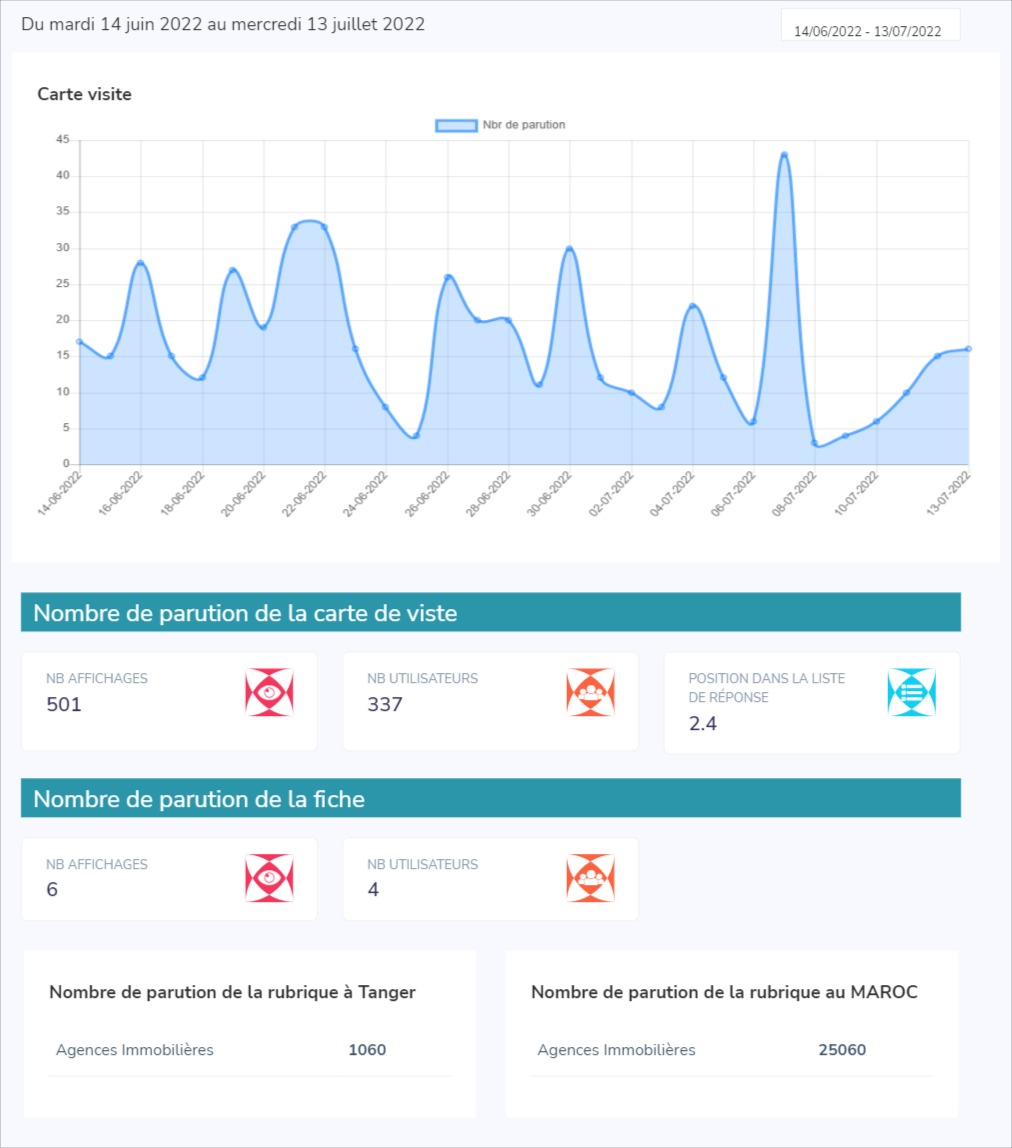 Du mardi 14 juin 2022 au mercredi 13 juillet 2022
14/06/2022 - 13/07/2022
Carte visite
Nbr de parution
45
40
35
30
25
20
15
10
5
0
14-06-2022
16-06-2022
18-06-2022
20-06-2022
22-06-2022
24-06-2022
26-06-2022
28-06-2022
30-06-2022
02-07-2022
04-07-2022
06-07-2022
08-07-2022
10-07-2022
13-07-2022
Nombre de parution de la carte de viste
NB AFFICHAGES
501
NB UTILISATEURS
337
POSITION DANS LA LISTE
DE RÉPONSE
2.4
Nombre de parution de la fiche
NB AFFICHAGES
6
NB UTILISATEURS
4
Nombre de parution de la rubrique à Tanger
Agences Immobilières 1060
Nombre de parution de la rubrique au MAROC
Agences Immobilières 25060